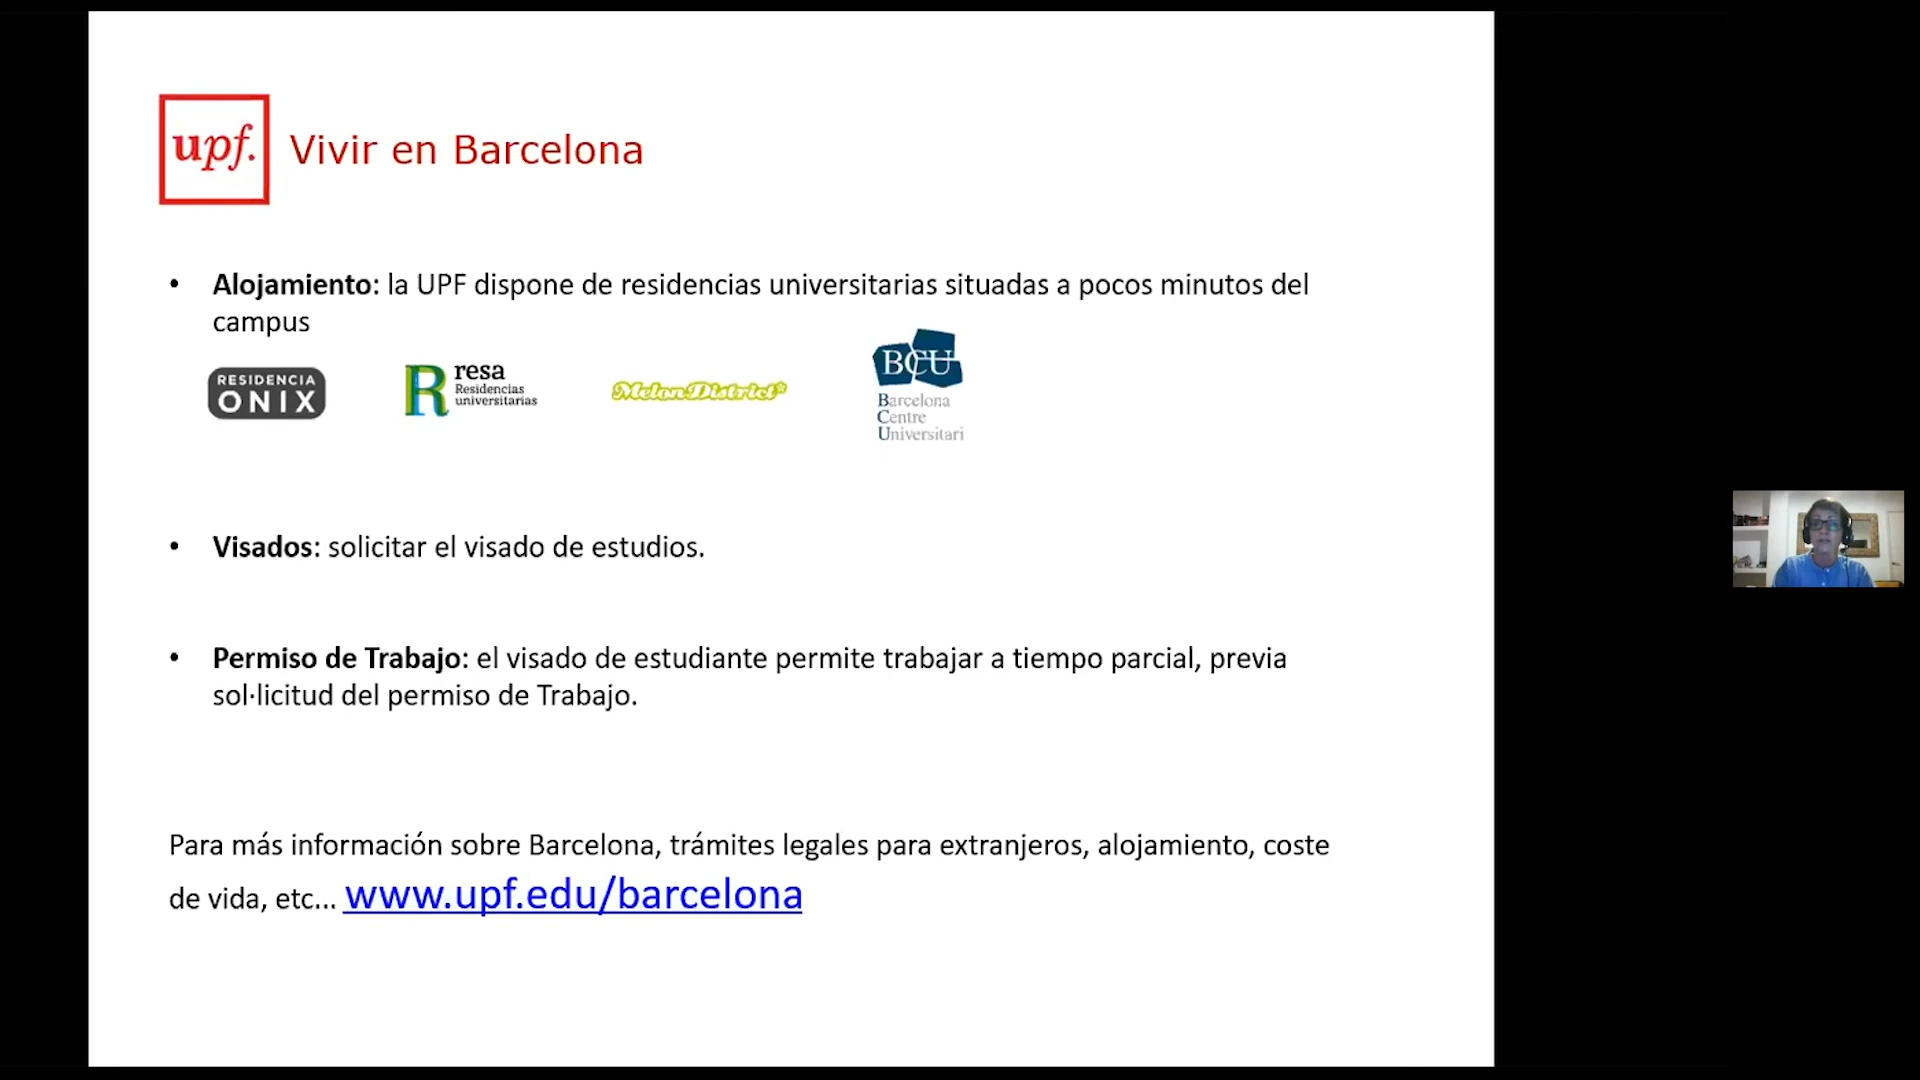 upf. Vivir en Barcelona
• Alojamiento: la UPF dispone de residencias universitarias situadas a pocos minutos del
campus
RESIDENCIA
ONIX
resa
Residencias
universitarias
MelonDistrict*
BCU
Barcelona
Centre
Universitari
• Visados: solicitar el visado de estudios.
• Permiso de Trabajo: el visado de estudiante permite trabajar a tiempo parcial, previa
sol·licitud del permiso de Trabajo.
Para más información sobre Barcelona, trámites legales para extranjeros, alojamiento, coste
de vida, etc... www.upf.edu/barcelona